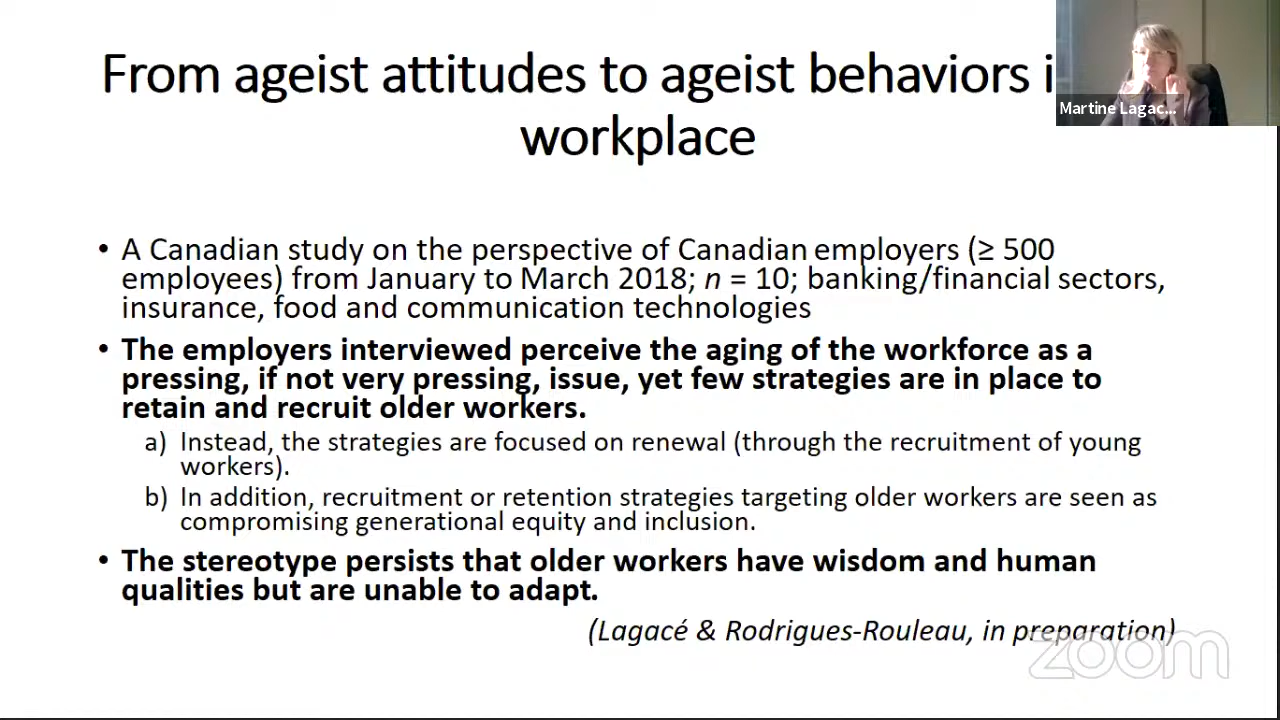 From ageist attitudes to ageist behaviors i
workplace
Martine Lagac...
• A Canadian study on the perspective of Canadian employers (≥ 500
employees) from January to March 2018; n = 10; banking/financial sectors,
insurance, food and communication technologies
• The employers interviewed perceive the aging of the workforce as a
pressing, if not very pressing, issue, yet few strategies are in place to
retain and recruit older workers.
a) Instead, the strategies are focused on renewal (through the recruitment of young
workers).
b) In addition, recruitment or retention strategies targeting older workers are seen as
compromising generational equity and inclusion.
• The stereotype persists that older workers have wisdom and human
qualities but are unable to adapt.
(Lagacé & Rodrigues-Rouleau, in preparation)
zoom